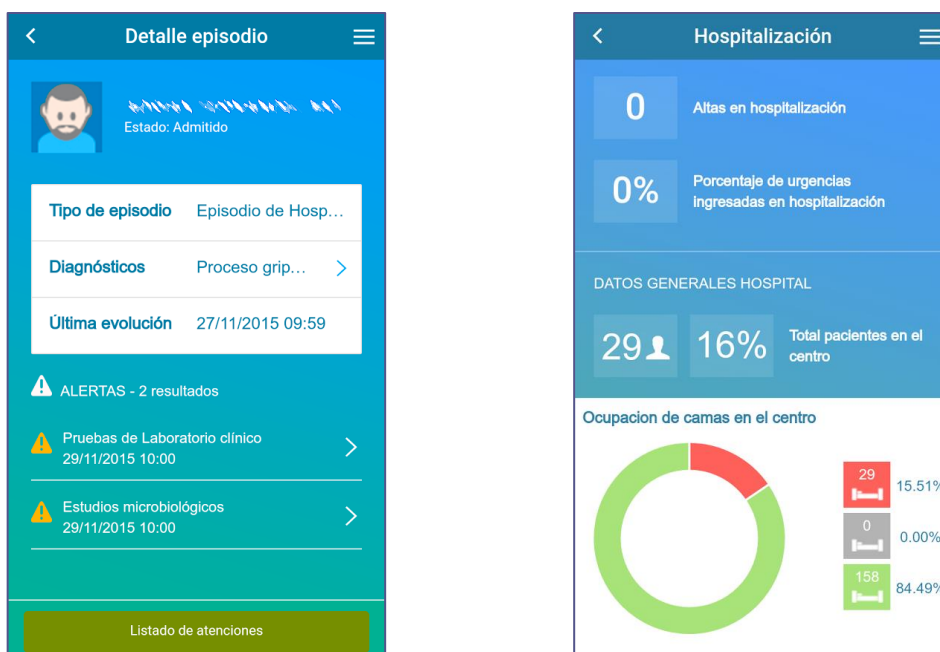 Detalle episodio
Estado: Admitido
Tipo de episodio Episodio de Hosp...
Diagnósticos Proceso grip...
Última evolución 27/11/2015 09:59
ALERTAS - 2 resultados
Pruebas de Laboratorio clínico
29/11/2015 10:00
Estudios microbiológicos
29/11/2015 10:00
Listado de atenciones
Hospitalización
0 Altas en hospitalización
0% Porcentaje de urgencias
ingresadas en hospitalización
DATOS GENERALES HOSPITAL
29 16% Total pacientes en el
centro
Ocupacion de camas en el centro
29 15.51%
0 0.00%
158 84.49%